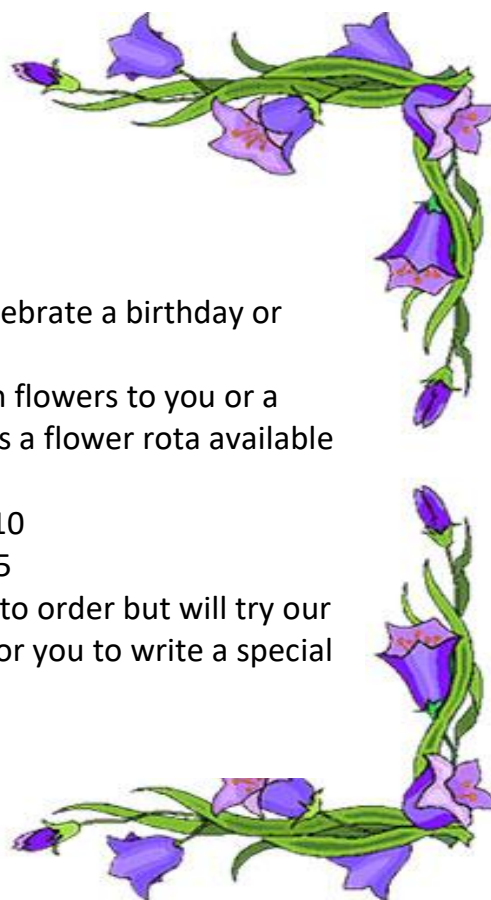 ebrate a birthday or
flowers to you or a
a flower rota available
10
5
to order but will try our
or you to write a special